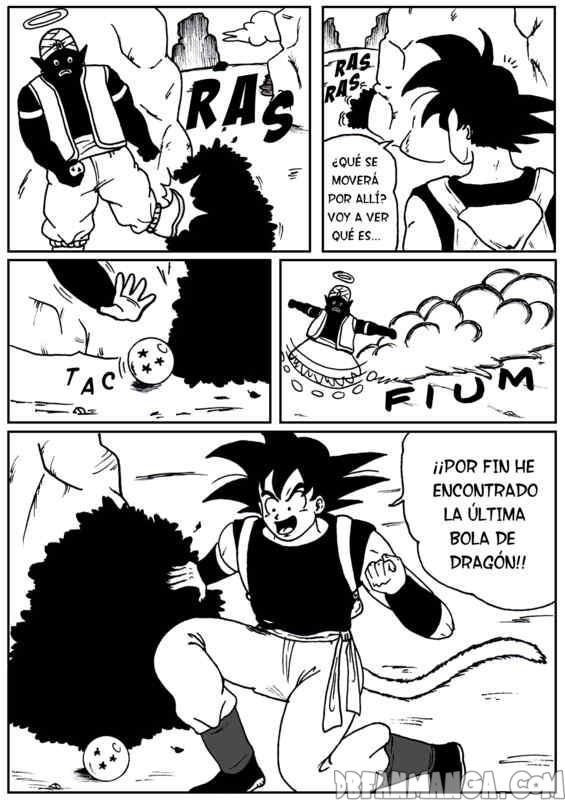 RAS
RAS
RAS
¿QUÉ SE
MOVERÁ
POR ALLÍ?
VOY A VER
QUÉ ES...
TAC
FIUM
¡¡POR FIN HE
ENCONTRADO
LA ÚLTIMA
BOLA DE
DRAGÓN!!
DBFANMANGA.COM